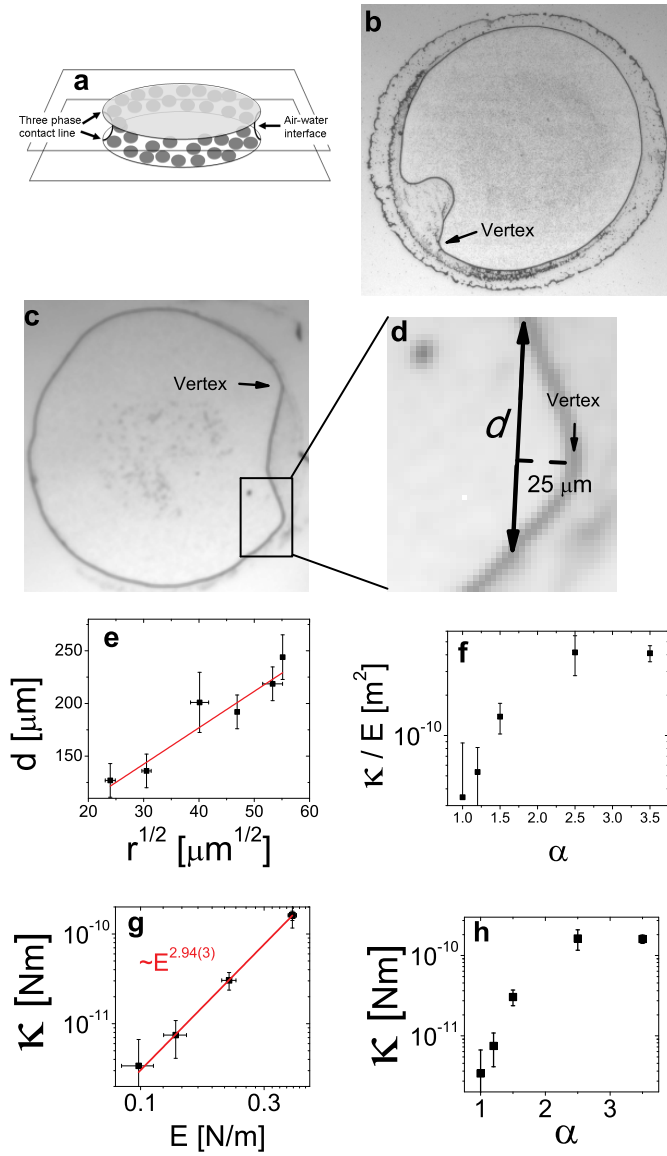 a
Three phase
contact line
Air-water
interface
b
Vertex
c
Vertex
d
d
Vertex
25 μm
e
250
200
150
20 30 40 50 60
d [μm]
r^{1/2} [μm^{1/2}]
f
10^{-10}
1.0 1.5 2.0 2.5 3.0 3.5
κ / E [m^2]
α
g
~E^{2.94(3)}
10^{-10}
10^{-11}
0.1 0.3
κ [Nm]
E [N/m]
h
10^{-10}
10^{-11}
1 2 3
κ [Nm]
α